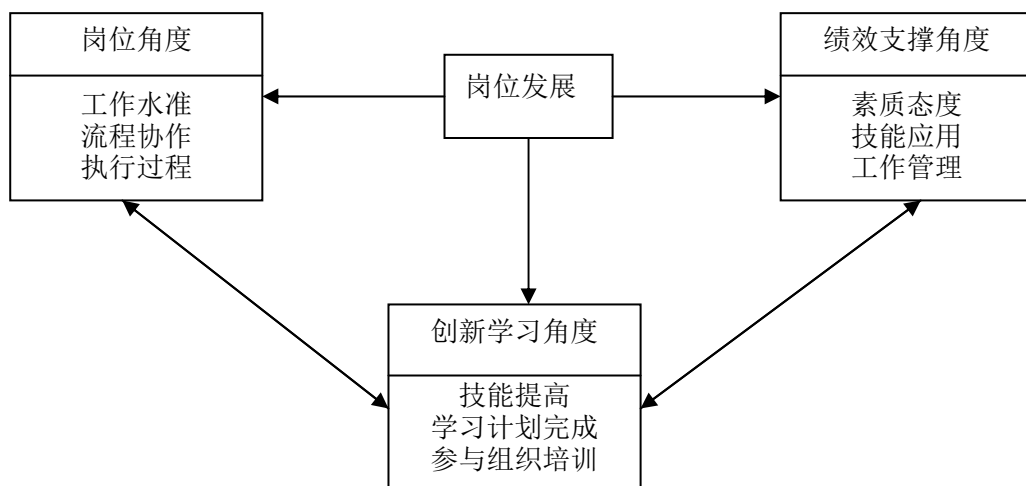 岗位角度
工作水准
流程协作
执行过程
岗位发展
绩效支撑角度
素质态度
技能应用
工作管理
创新学习角度
技能提高
学习计划完成
参与组织培训